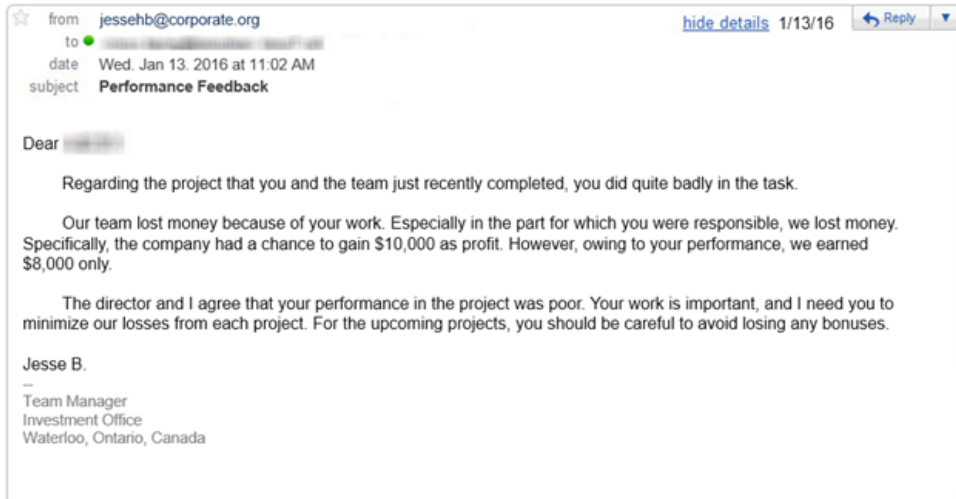 from jessehb@corporate.org hide details 1/13/16 Reply
to
date Wed. Jan 13. 2016 at 11:02 AM
subject Performance Feedback
Dear
Regarding the project that you and the team just recently completed, you did quite badly in the task.
Our team lost money because of your work. Especially in the part for which you were responsible, we lost money.
Specifically, the company had a chance to gain $10,000 as profit. However, owing to your performance, we earned
$8,000 only.
The director and I agree that your performance in the project was poor. Your work is important, and I need you to
minimize our losses from each project. For the upcoming projects, you should be careful to avoid losing any bonuses.
Jesse B.
--
Team Manager
Investment Office
Waterloo, Ontario, Canada